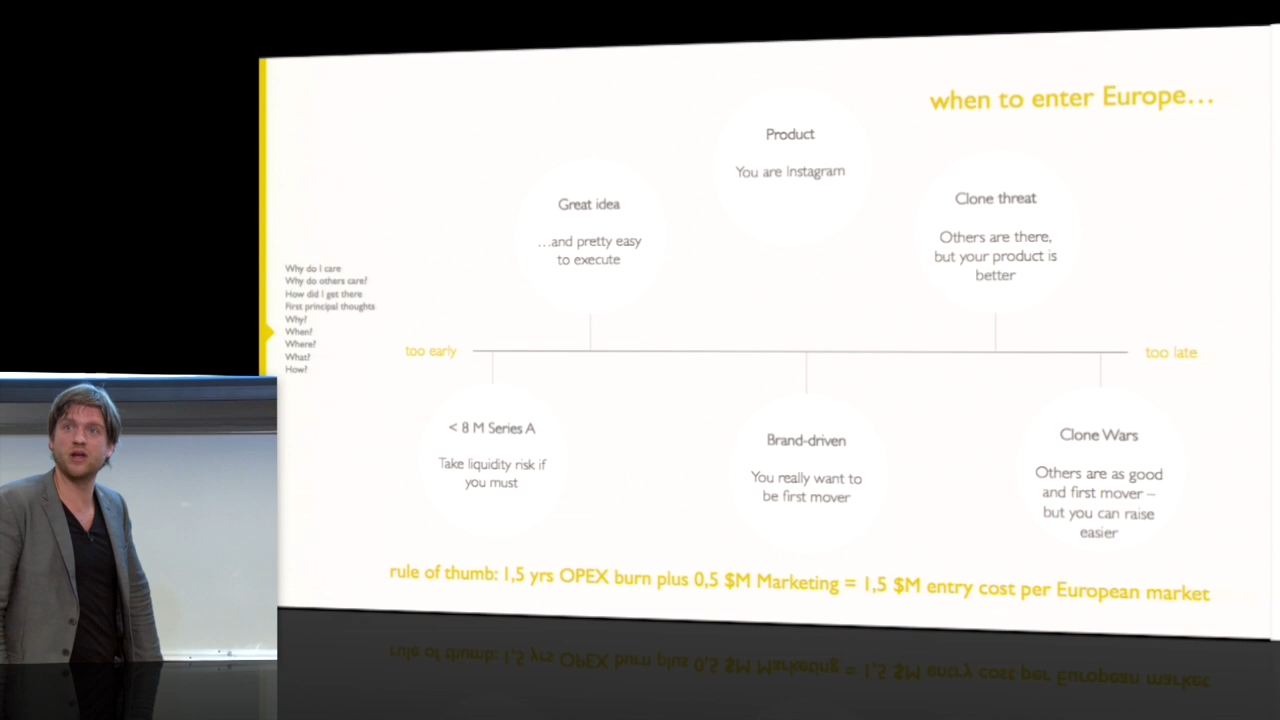 when to enter Europe…
Product
You are Instagram
Great idea
…and pretty easy
to execute
Clone threat
Others are there,
but your product is
better
Why do I care
Why do others care?
How did I get there
First principal thoughts
Why?
When?
Where?
What?
How?
too early
too late
< 8 M Series A
Take liquidity risk if
you must
Brand-driven
You really want to
be first mover
Clone Wars
Others are as good
and first mover –
but you can raise
easier
rule of thumb: 1,5 yrs OPEX burn plus 0,5 $M Marketing = 1,5 $M entry cost per European market